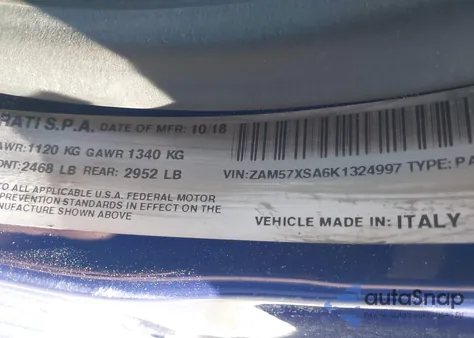 RATI S.P.A. DATE OF MFR: 10/18
AWR: 1120 KG GAWR 1340 KG
ONT: 2468 LB REAR: 2952 LB
VIN: ZAM57XSA6K1324997 TYPE: PA
TO ALL APPLICABLE U.S.A. FEDERAL MOTOR
PREVENTION STANDARDS IN EFFECT ON THE
NUFACTURE SHOWN ABOVE
VEHICLE MADE IN: ITALY
autoSnap